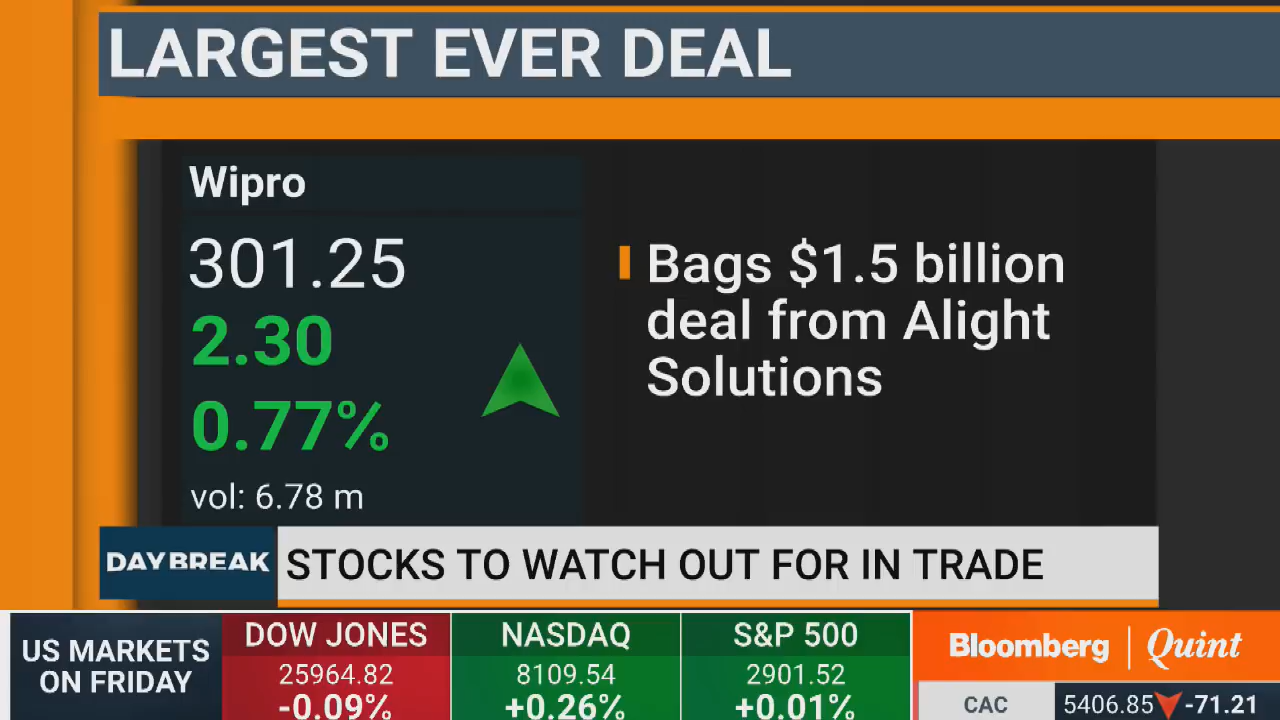 LARGEST EVER DEAL
Wipro
301.25
2.30
0.77%
vol: 6.78 m
Bags $1.5 billion
deal from Alight
Solutions
DAYBREAK
STOCKS TO WATCH OUT FOR IN TRADE
US MARKETS
ON FRIDAY
DOW JONES
25964.82
-0.09%
NASDAQ
8109.54
+0.26%
S&P 500
2901.52
+0.01%
Bloomberg | Quint
CAC 5406.85 -71.21